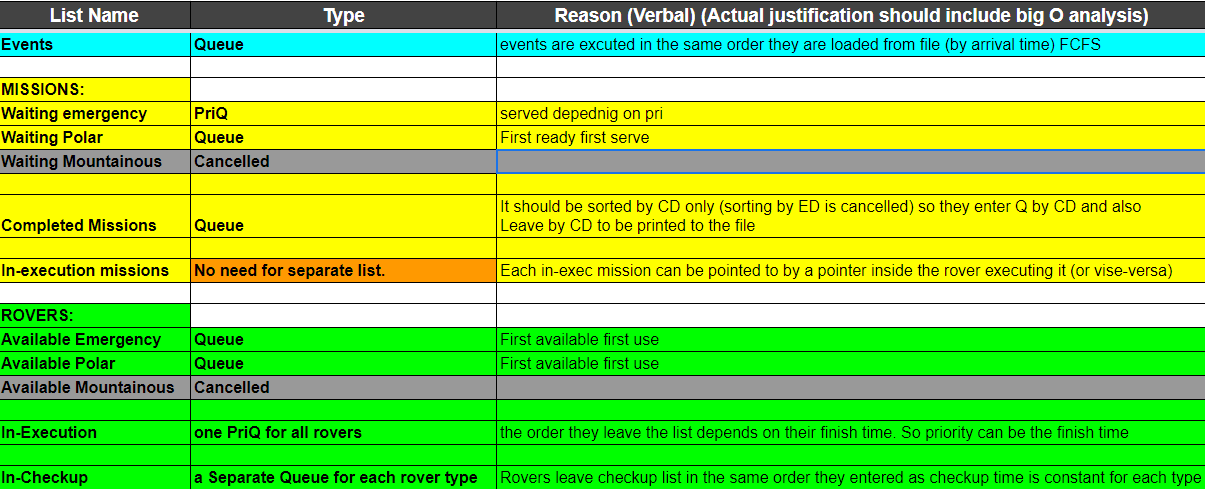 List Name Type Reason (Verbal) (Actual justification should include big O analysis)
Events Queue events are excuted in the same order they are loaded from file (by arrival time) FCFS
MISSIONS:
Waiting emergency PriQ served depednig on pri
Waiting Polar Queue First ready first serve
Waiting Mountainous Cancelled
Completed Missions Queue It should be sorted by CD only (sorting by ED is cancelled) so they enter Q by CD and also
Leave by CD to be printed to the file
In-execution missions No need for separate list. Each in-exec mission can be pointed to by a pointer inside the rover executing it (or vise-versa)
ROVERS:
Available Emergency Queue First available first use
Available Polar Queue First available first use
Available Mountainous Cancelled
In-Execution one PriQ for all rovers the order they leave the list depends on their finish time. So priority can be the finish time
In-Checkup a Separate Queue for each rover type Rovers leave checkup list in the same order they entered as checkup time is constant for each type